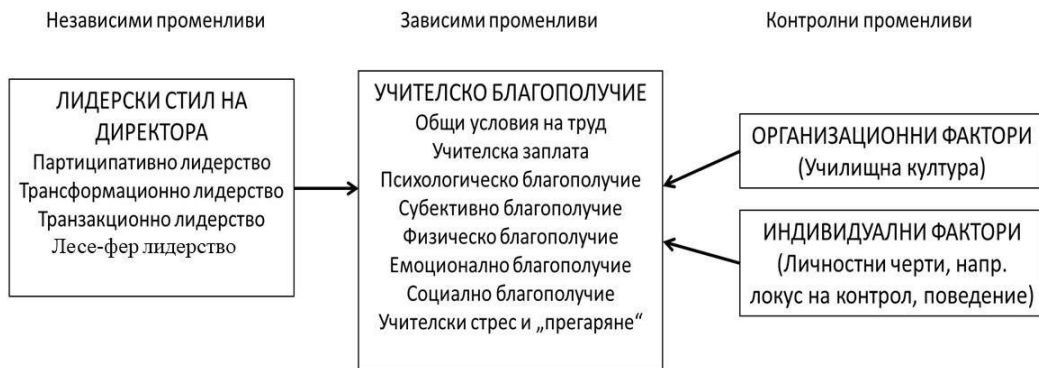 Независими променливи
Зависими променливи
Контролни променливи
ЛИДЕРСКИ СТИЛ НА
ДИРЕКТОРА
Партиципативно лидерство
Трансформационно лидерство
Транзакционно лидерство
Лесе-фер лидерство
УЧИТЕЛСКО БЛАГОПОЛУЧИЕ
Общи условия на труд
Учителска заплата
Психологическо благополучие
Субективно благополучие
Физическо благополучие
Емоционално благополучие
Социално благополучие
Учителски стрес и „прегаряне“
ОРГАНИЗАЦИОННИ ФАКТОРИ
(Училищна култура)
ИНДИВИДУАЛНИ ФАКТОРИ
(Личностни черти, напр.
локус на контрол, поведение)